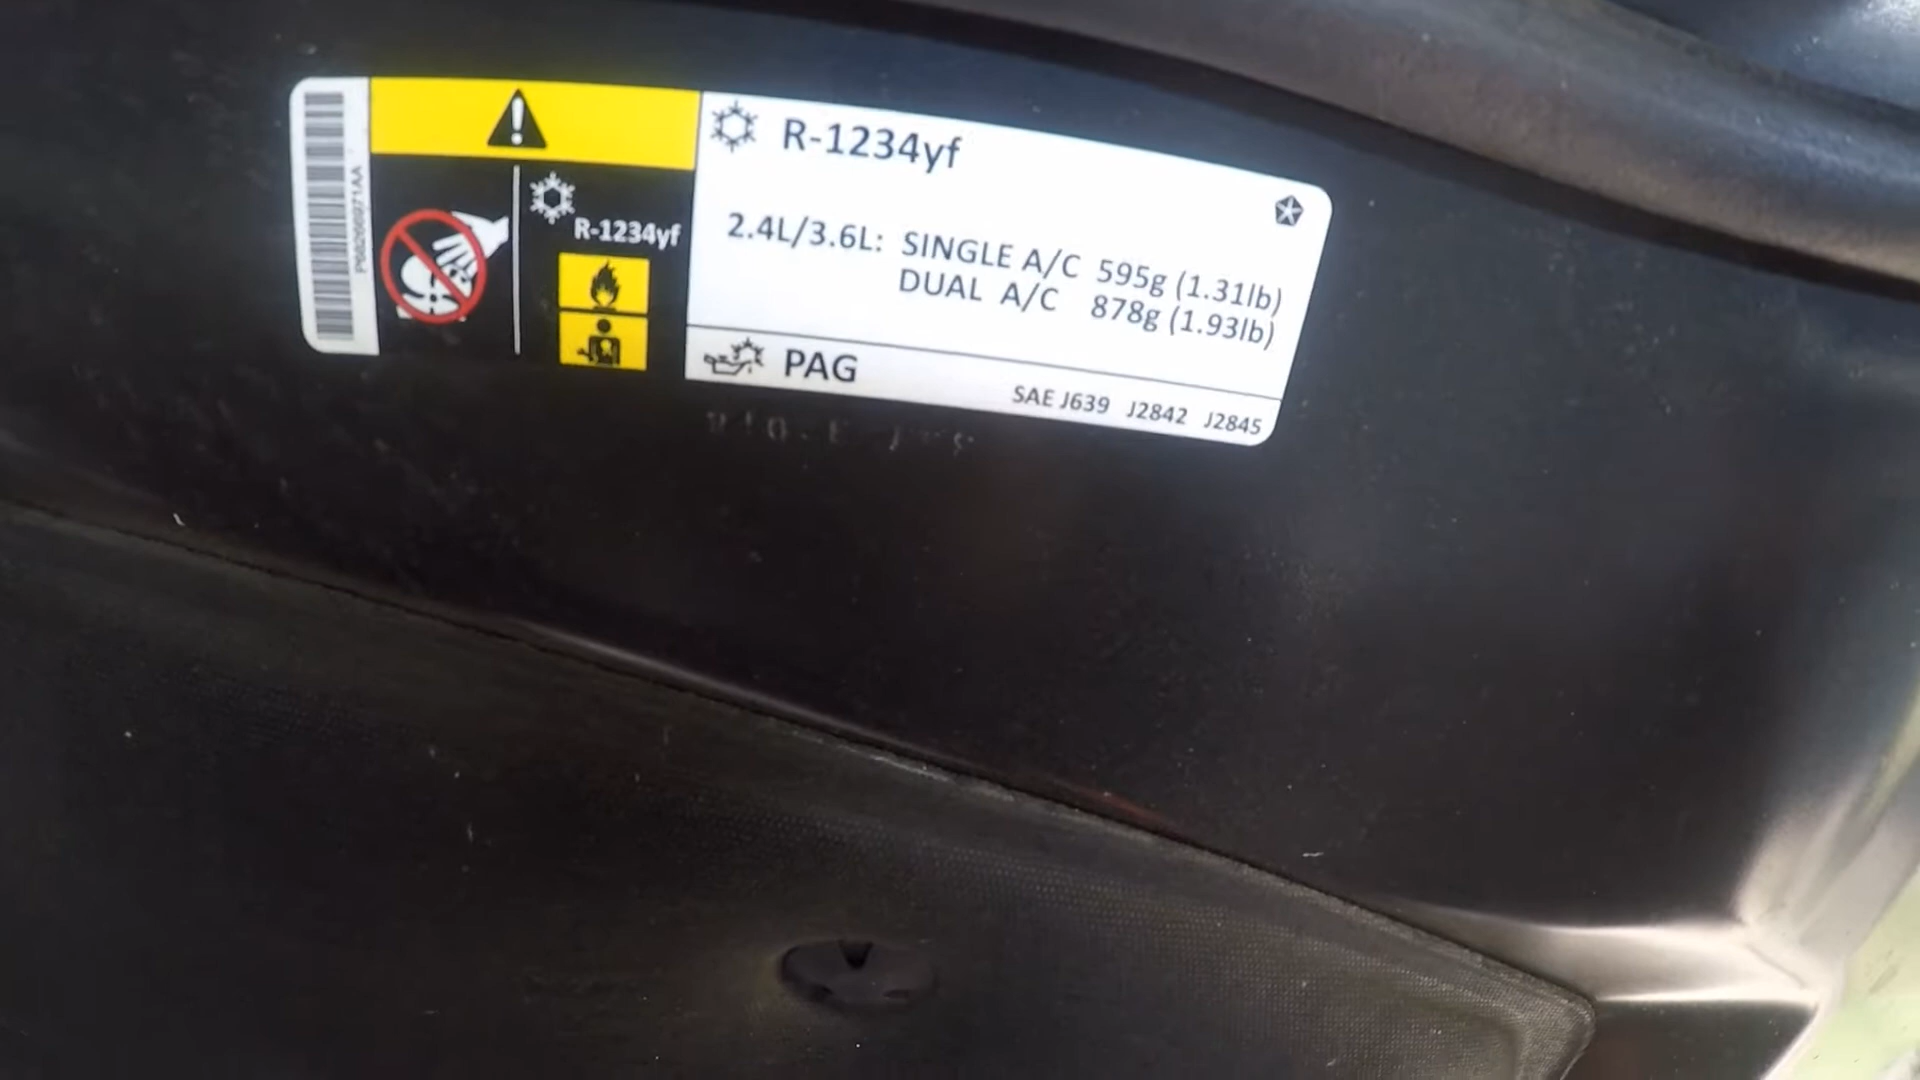 R-1234yf
R-1234yf
2.4L/3.6L: SINGLE A/C 595g (1.31lb)
DUAL A/C 878g (1.93lb)
PAG
SAE J639 J2842 J2845